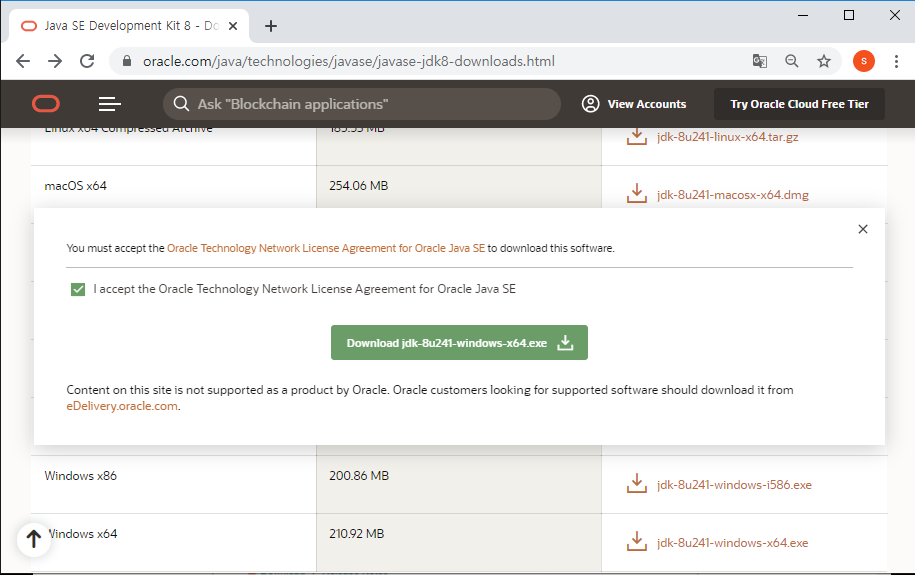 Java SE Development Kit 8 - Do
oracle.com/java/technologies/javase/javase-jdk8-downloads.html
S
Ask "Blockchain applications"
View Accounts
Try Oracle Cloud Free Tier
Linux x64 Compressed Archive
185.53 MB
jdk-8u241-linux-x64.tar.gz
macOS x64
254.06 MB
jdk-8u241-macosx-x64.dmg
You must accept the Oracle Technology Network License Agreement for Oracle Java SE to download this software.
I accept the Oracle Technology Network License Agreement for Oracle Java SE
Download jdk-8u241-windows-x64.exe
Content on this site is not supported as a product by Oracle. Oracle customers looking for supported software should download it from
eDelivery.oracle.com.
Windows x86
200.86 MB
jdk-8u241-windows-i586.exe
Windows x64
210.92 MB
jdk-8u241-windows-x64.exe